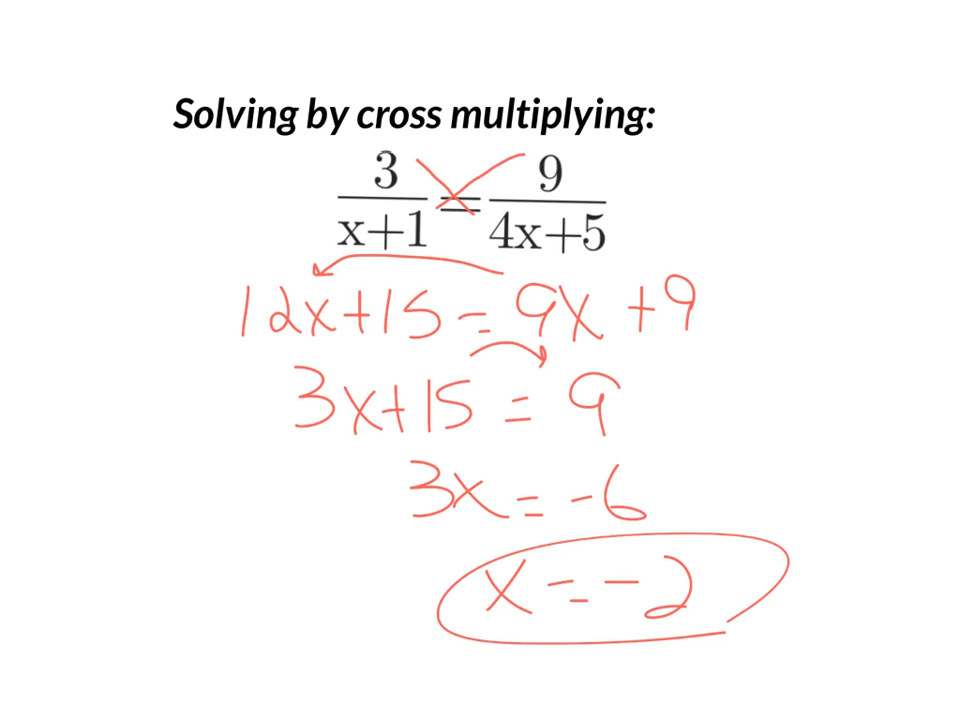 Solving by cross multiplying:
3/(x+1) = 9/(4x+5)
12x+15 = 9x+9
3x+15 = 9
3x = -6
x = -2